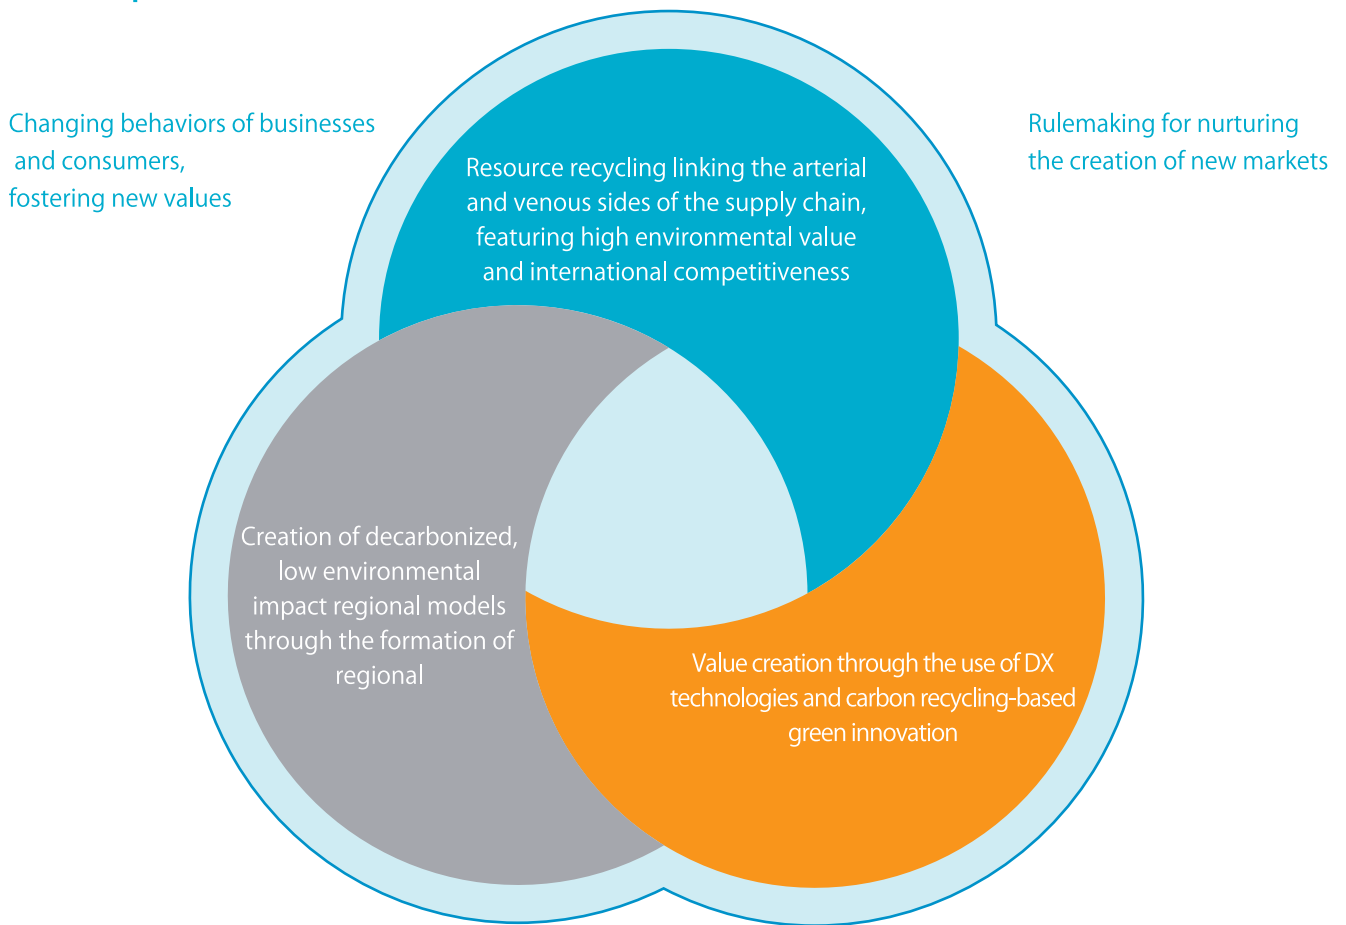 Changing behaviors of businesses
and consumers,
fostering new values
Rulemaking for nurturing
the creation of new markets
Resource recycling linking the arterial
and venous sides of the supply chain,
featuring high environmental value
and international competitiveness
Creation of decarbonized,
low environmental
impact regional models
through the formation of
regional
Value creation through the use of DX
technologies and carbon recycling-based
green innovation